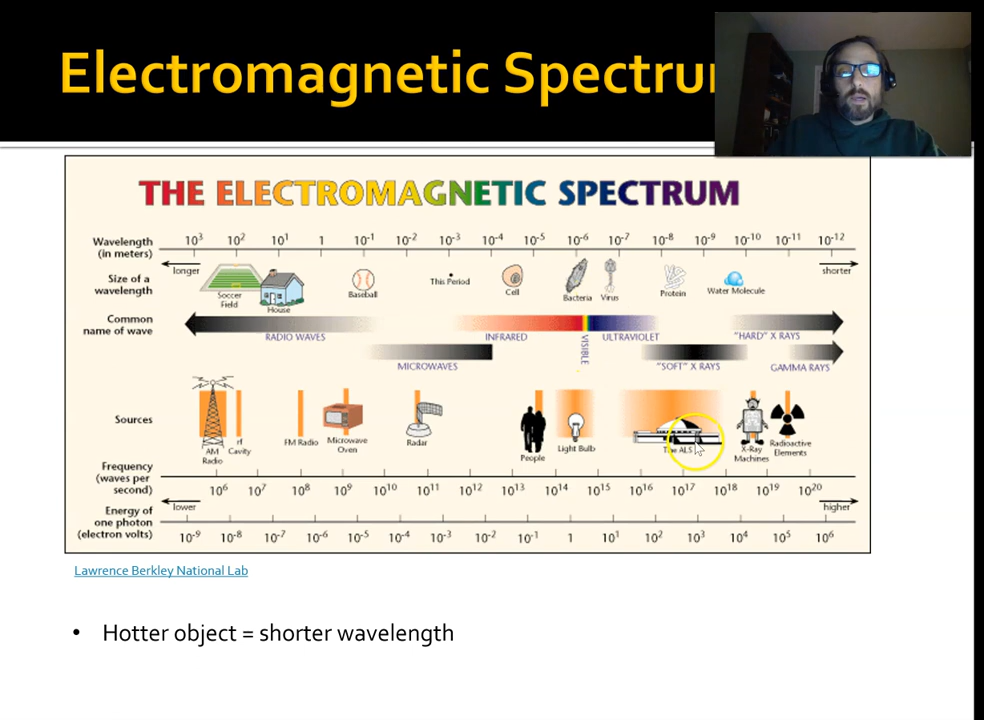 Electromagnetic Spectru
THE ELECTROMAGNETIC SPECTRUM
Wavelength (in meters) 10³ 10² 10¹ 1 10⁻¹ 10⁻² 10⁻³ 10⁻⁴ 10⁻⁵ 10⁻⁶ 10⁻⁷ 10⁻⁸ 10⁻⁹ 10⁻¹⁰ 10⁻¹¹ 10⁻¹²
longer shorter
Size of a wavelength
Soccer Field House Baseball This Period Cell Bacteria Virus Protein Water Molecule
Common name of wave
RADIO WAVES INFRARED VISIBLE ULTRAVIOLET "HARD" X RAYS
MICROWAVES "SOFT" X RAYS GAMMA RAYS
Sources
AM Radio rf Cavity FM Radio Microwave Oven Radar People Light Bulb The ALS X-Ray Machines Radioactive Elements
Frequency (waves per second) 10⁶ 10⁷ 10⁸ 10⁹ 10¹⁰ 10¹¹ 10¹² 10¹³ 10¹⁴ 10¹⁵ 10¹⁶ 10¹⁷ 10¹⁸ 10¹⁹ 10²⁰
lower higher
Energy of one photon (electron volts) 10⁻⁹ 10⁻⁸ 10⁻⁷ 10⁻⁶ 10⁻⁵ 10⁻⁴ 10⁻³ 10⁻² 10⁻¹ 1 10¹ 10² 10³ 10⁴ 10⁵ 10⁶
Lawrence Berkley National Lab
• Hotter object = shorter wavelength